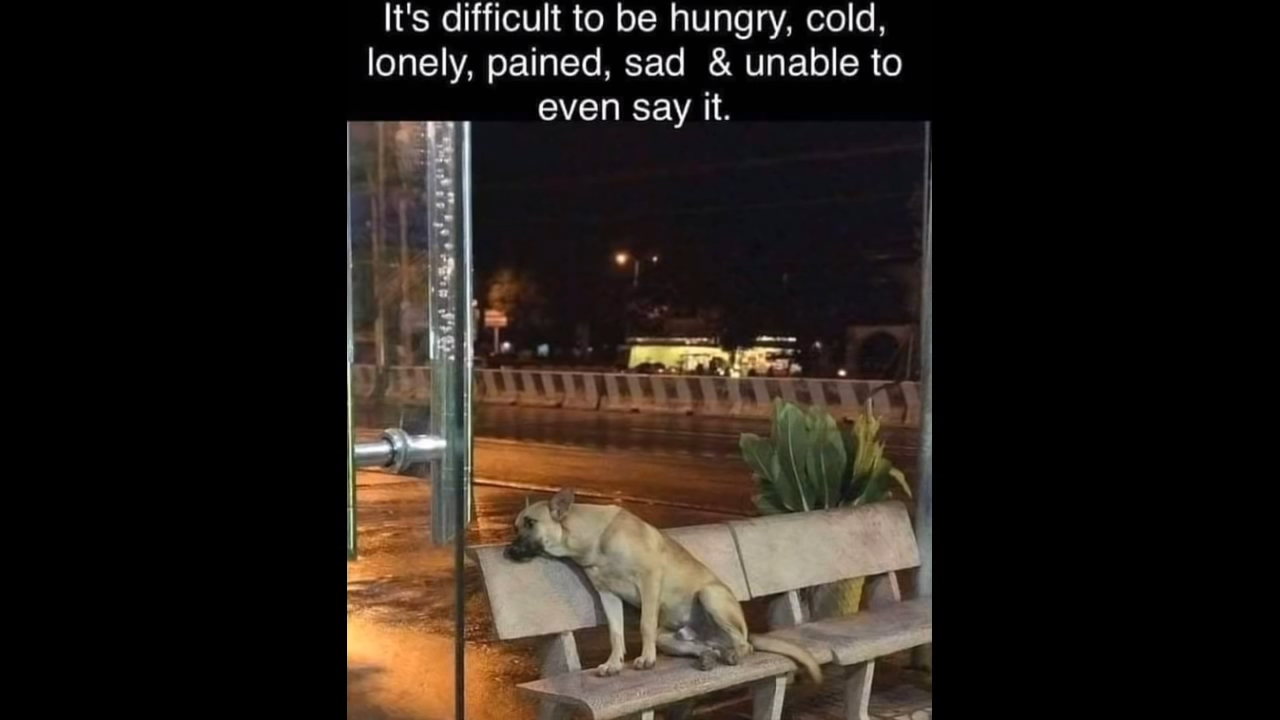 It's difficult to be hungry, cold,
lonely, pained, sad  & unable to
even say it.